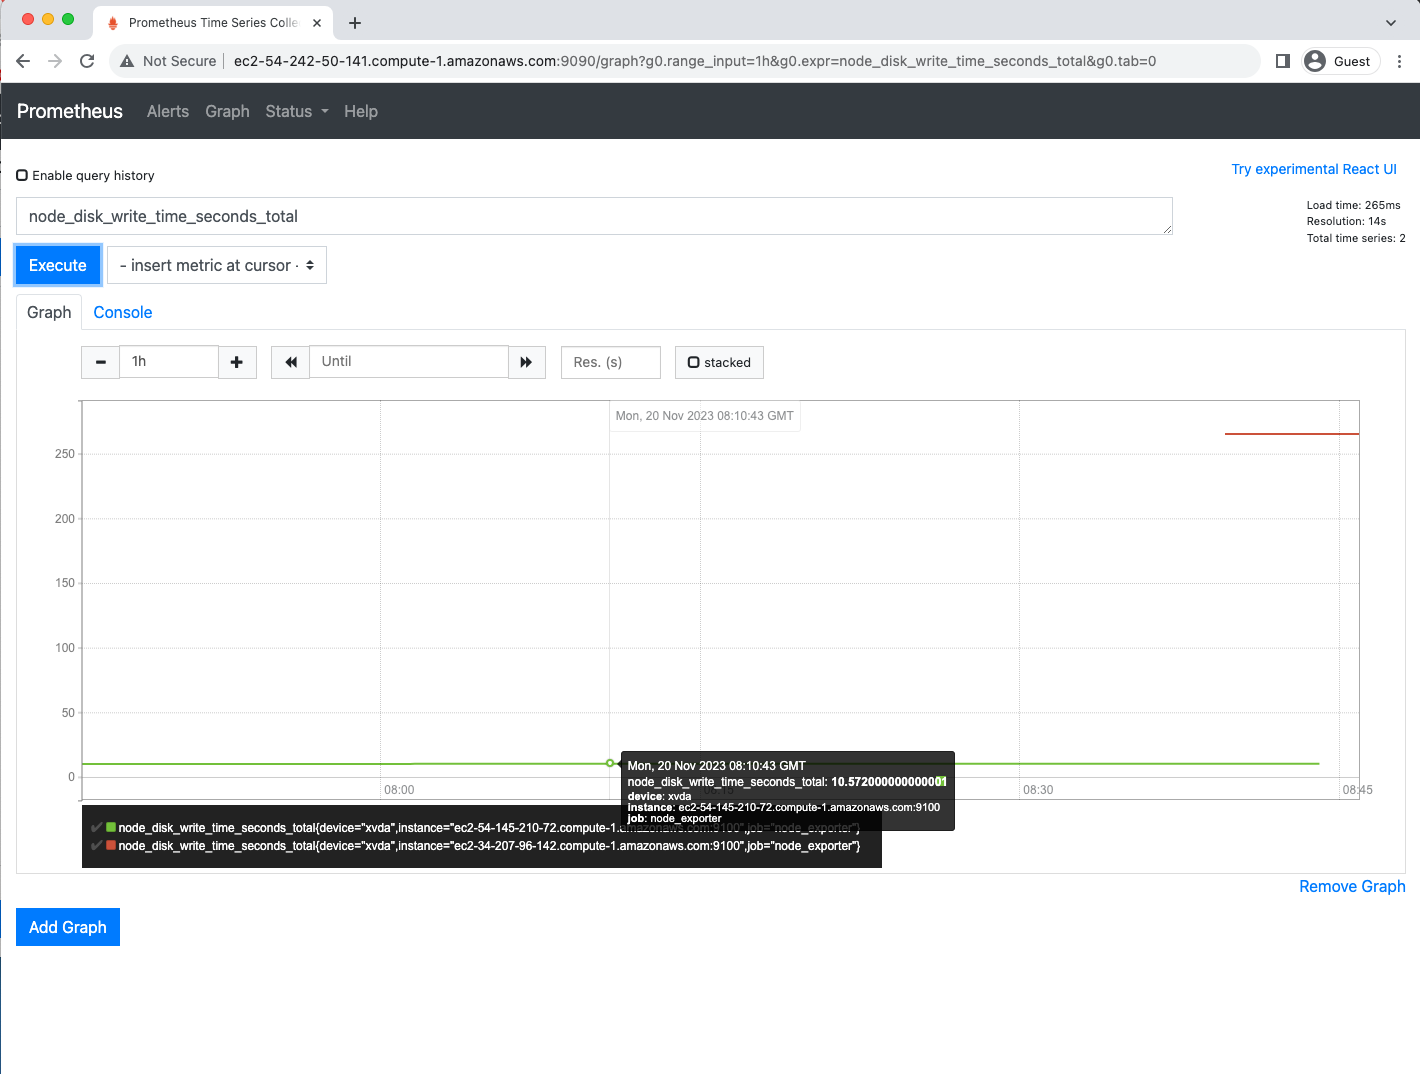 Prometheus Time Series Colle
Not Secure
ec2-54-242-50-141.compute-1.amazonaws.com:9090/graph?g0.range_input=1h&g0.expr=node_disk_write_time_seconds_total&g0.tab=0
Guest
Prometheus Alerts Graph Status Help
Try experimental React UI
Enable query history
node_disk_write_time_seconds_total
Load time: 265ms
Resolution: 14s
Total time series: 2
Execute
- insert metric at cursor -
Graph Console
1h
Until
Res. (s)
stacked
Mon, 20 Nov 2023 08:10:43 GMT
250
200
150
100
50
0
Mon, 20 Nov 2023 08:10:43 GMT
node_disk_write_time_seconds_total: 10.572000000000001
device: xvda
instance: ec2-54-145-210-72.compute-1.amazonaws.com:9100
job: node_exporter
08:00 08:15 08:30 08:45
✔ node_disk_write_time_seconds_total{device="xvda",instance="ec2-54-145-210-72.compute-1.amazonaws.com:9100",job="node_exporter"}
✔ node_disk_write_time_seconds_total{device="xvda",instance="ec2-34-207-96-142.compute-1.amazonaws.com:9100",job="node_exporter"}
Remove Graph
Add Graph